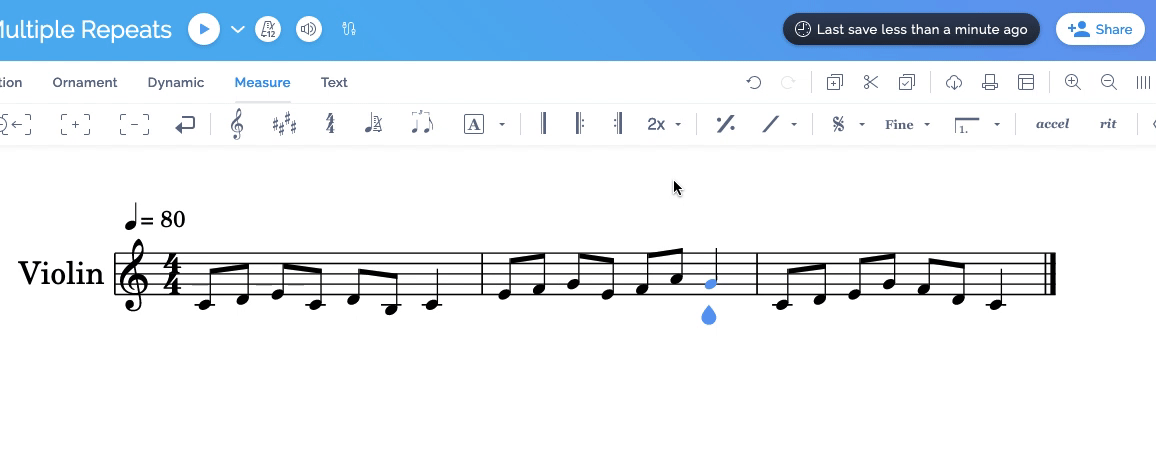 Multiple Repeats
12
Last save less than a minute ago
Share
tion Ornament Dynamic Measure Text
A 2x Fine 1. accel rit
= 80
Violin
4
4